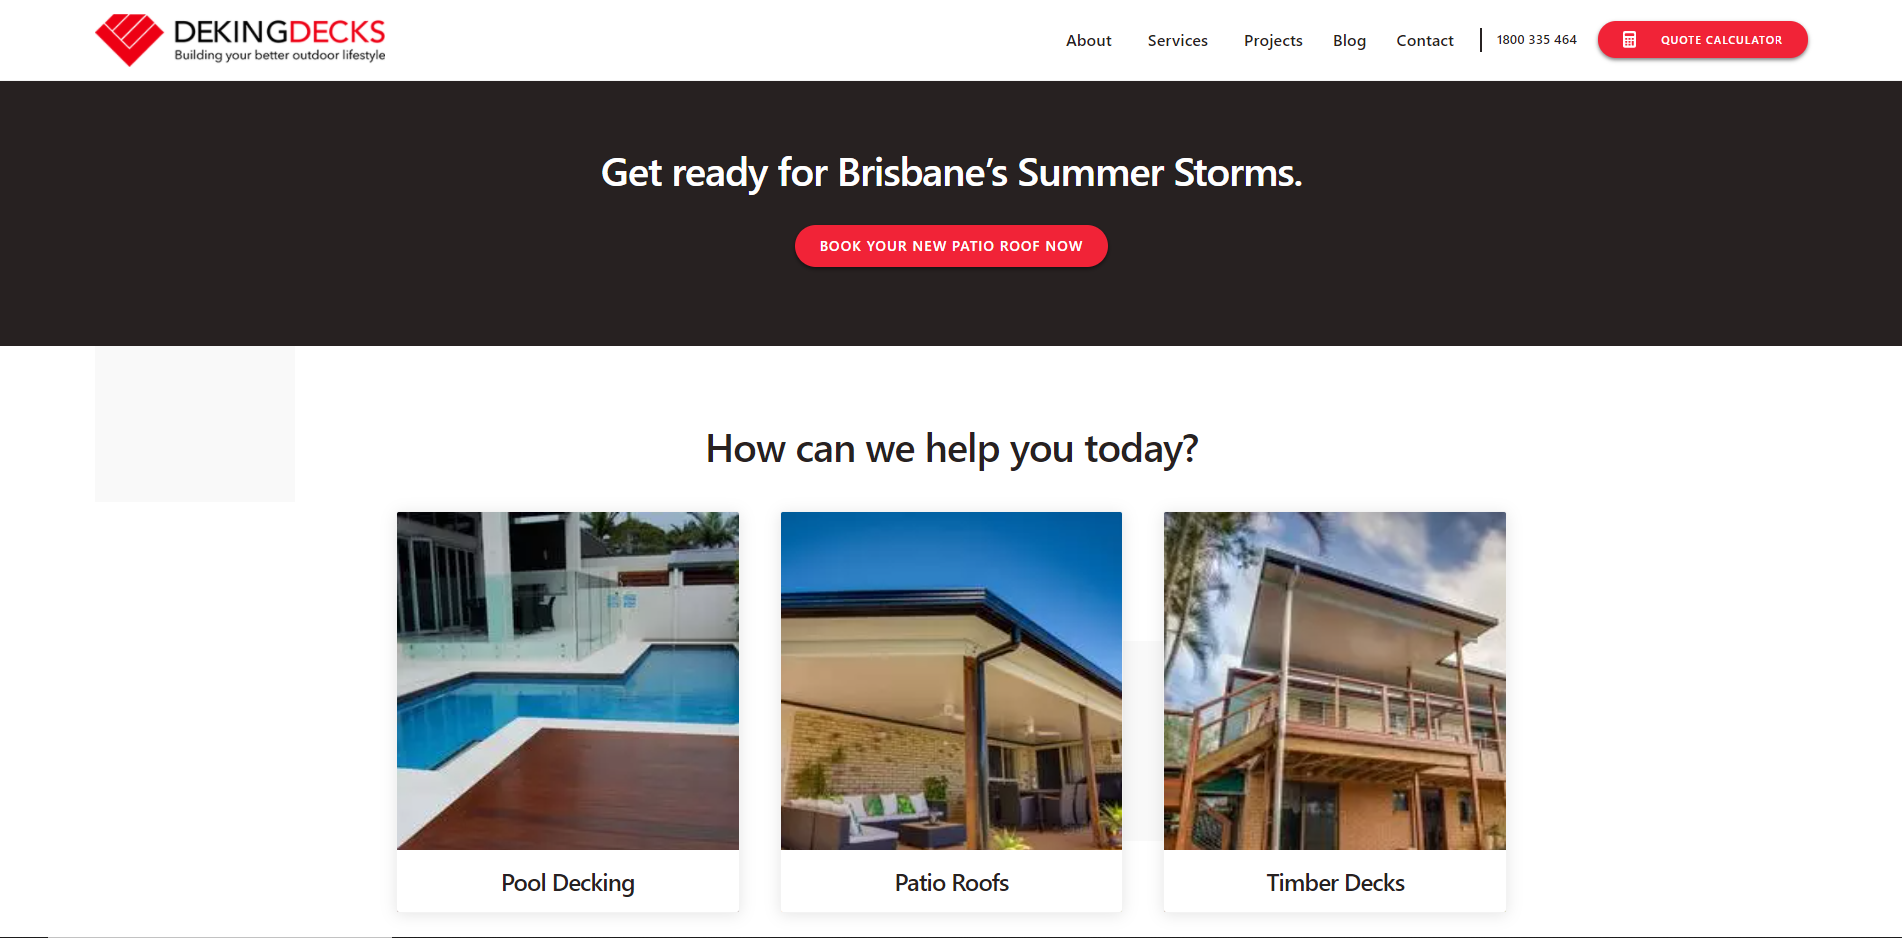 DEKINGDECKS
Building your better outdoor lifestyle
About Services Projects Blog Contact 1800 335 464 QUOTE CALCULATOR
Get ready for Brisbane’s Summer Storms.
BOOK YOUR NEW PATIO ROOF NOW
How can we help you today?
Pool Decking Patio Roofs Timber Decks